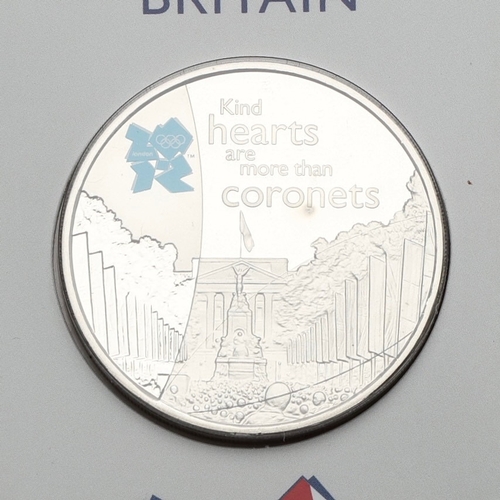 BRITAIN
Kind
hearts
are
more than
coronets